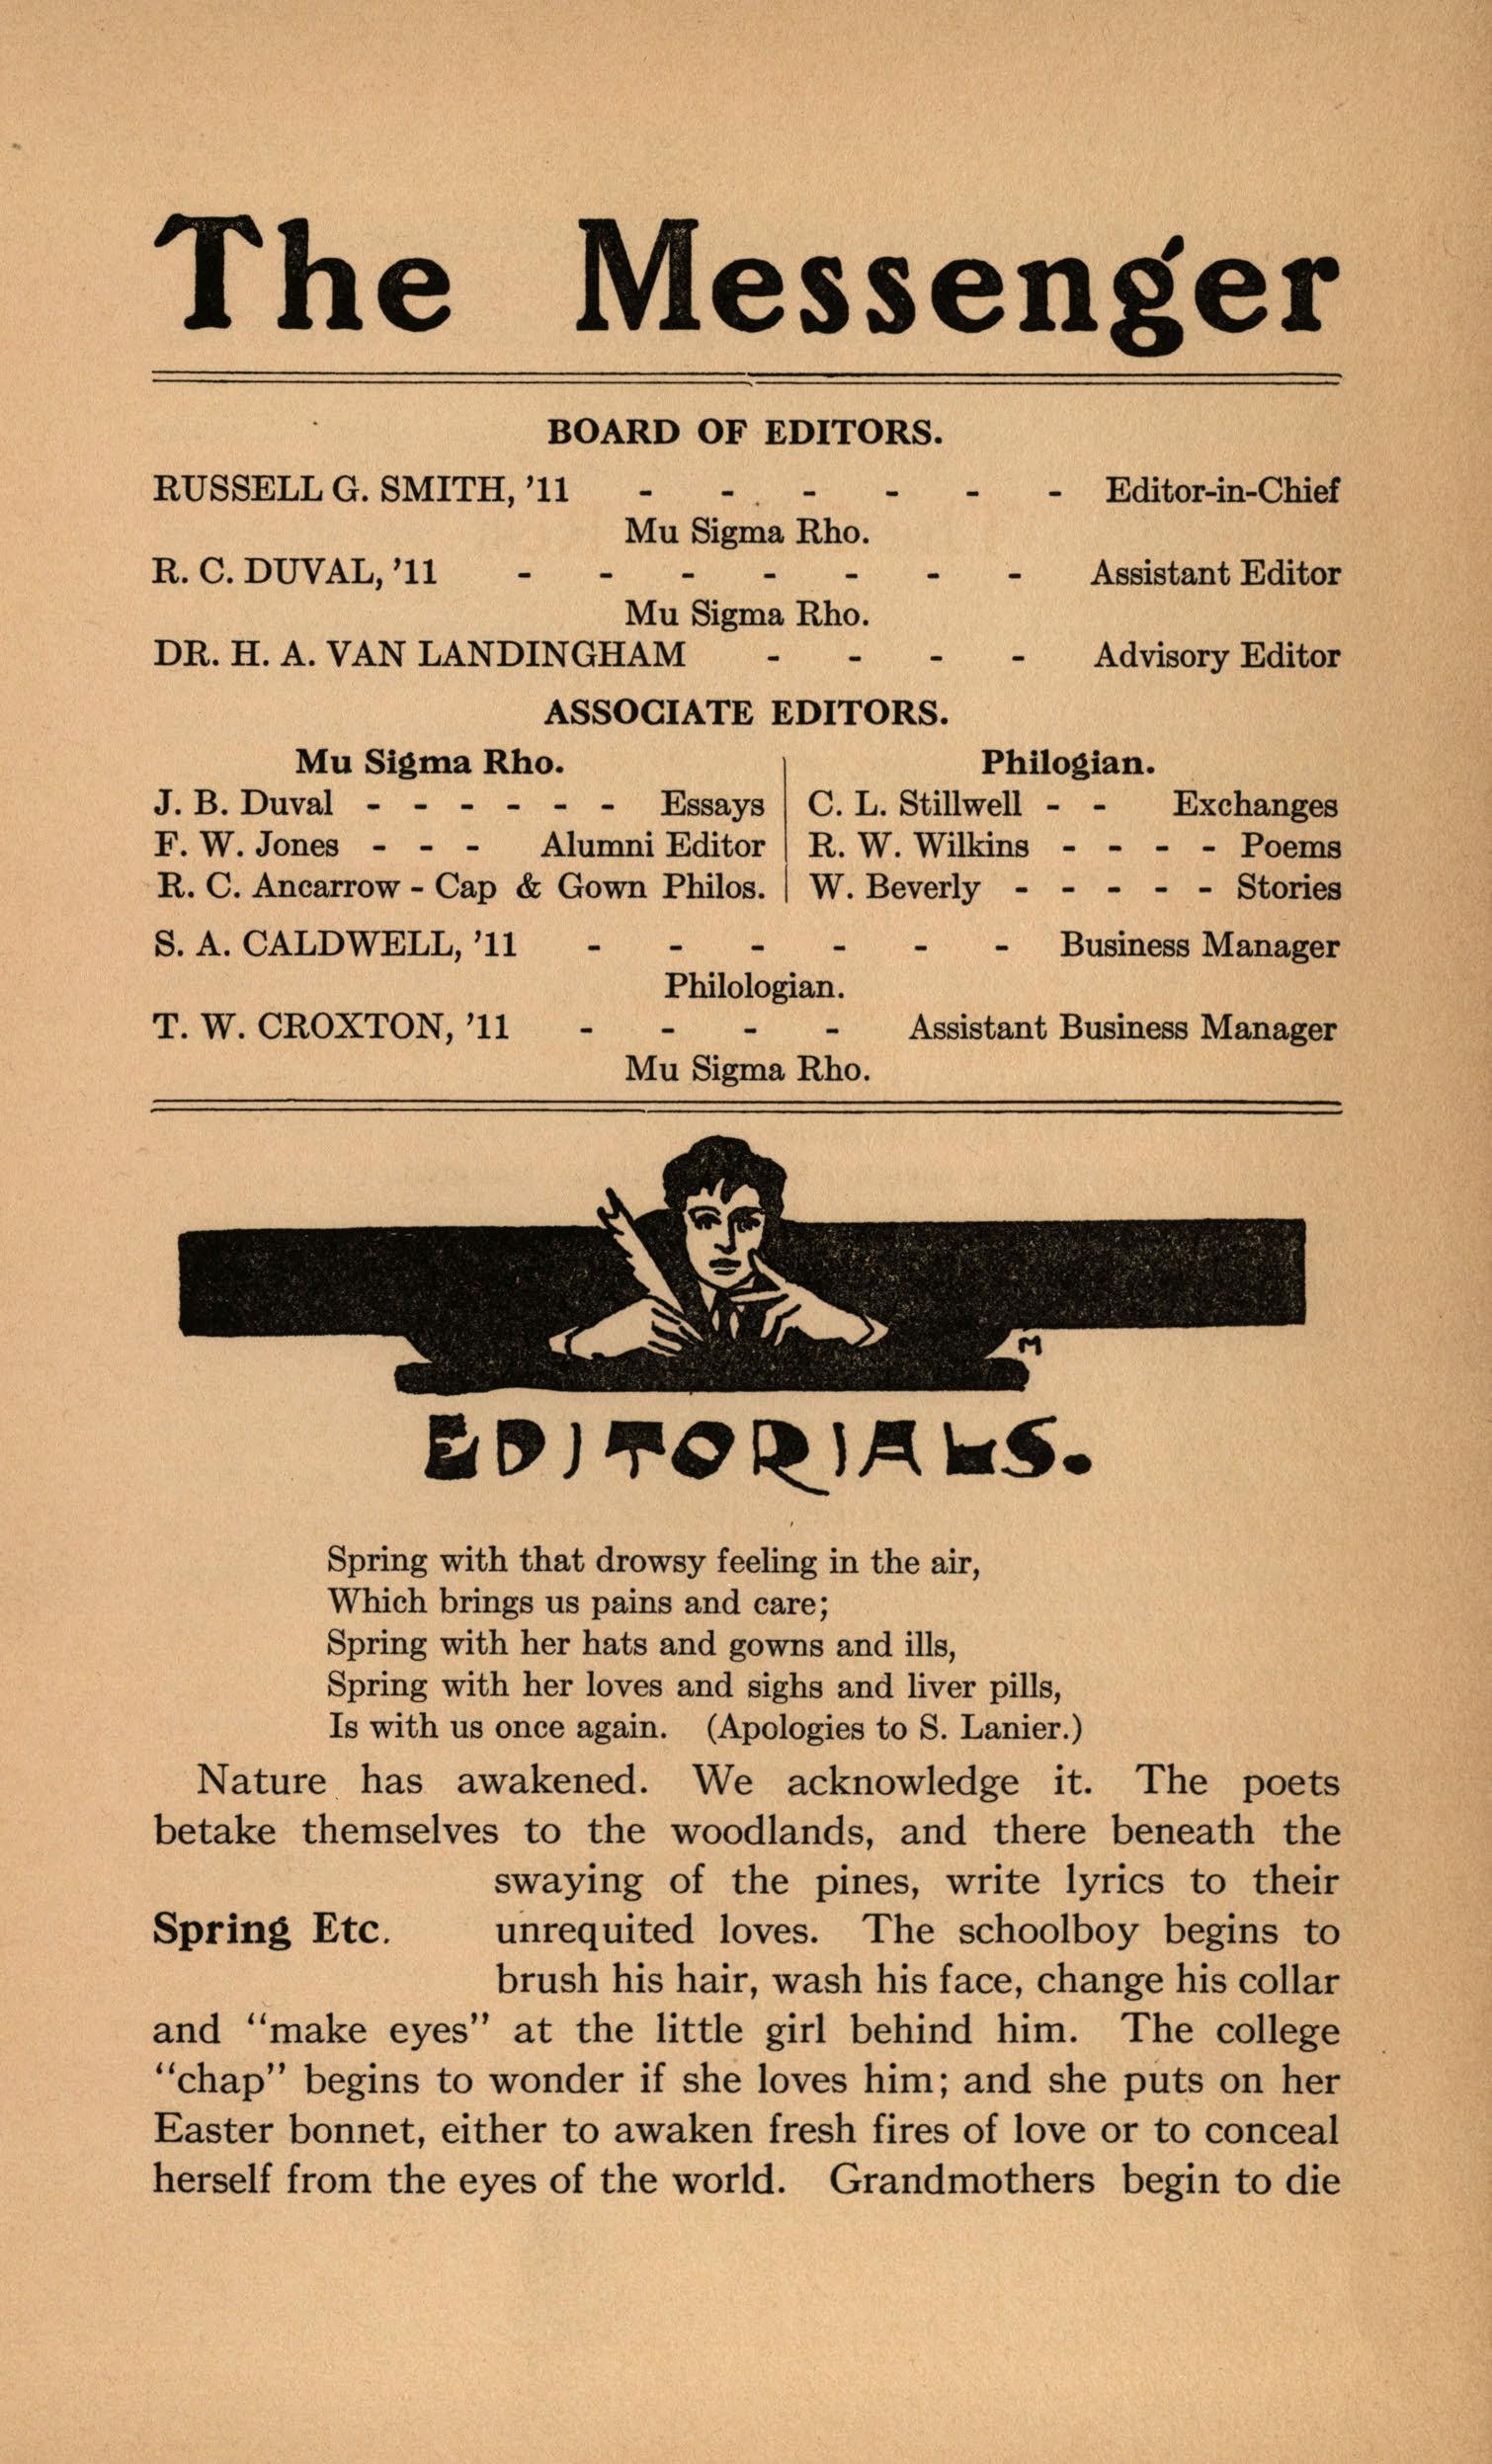 The Messenger
BOARD OF EDITORS.
RUSSELL G. SMITH, '11 - - - - - - Editor-in-Chief
Mu Sigma Rho.
R. C. DUVAL, '11 - - - - - - - Assistant Editor
Mu Sigma Rho.
DR. H. A. VAN LANDINGHAM - - - - Advisory Editor
ASSOCIATE EDITORS.
Mu Sigma Rho.
J. B. Duval - - - - - - Essays
F. W. Jones - - - Alumni Editor
R. C. Ancarrow - Cap & Gown Philos.
Philogian.
C. L. Stillwell - - Exchanges
R. W. Wilkins - - - - Poems
W. Beverly - - - - - Stories
S. A. CALDWELL, '11 - - - - - - Business Manager
Philologian.
T. W. CROXTON, '11 - - - - Assistant Business Manager
Mu Sigma Rho.
M
EDITORIALS.
Spring with that drowsy feeling in the air,
Which brings us pains and care;
Spring with her hats and gowns and ills,
Spring with her loves and sighs and liver pills,
Is with us once again. (Apologies to S. Lanier.)
Nature has awakened. We acknowledge it. The poets
betake themselves to the woodlands, and there beneath the
swaying of the pines, write lyrics to their
Spring Etc. unrequited loves. The schoolboy begins to
brush his hair, wash his face, change his collar
and "make eyes" at the little girl behind him. The college
"chap" begins to wonder if she loves him; and she puts on her
Easter bonnet, either to awaken fresh fires of love or to conceal
herself from the eyes of the world. Grandmothers begin to die